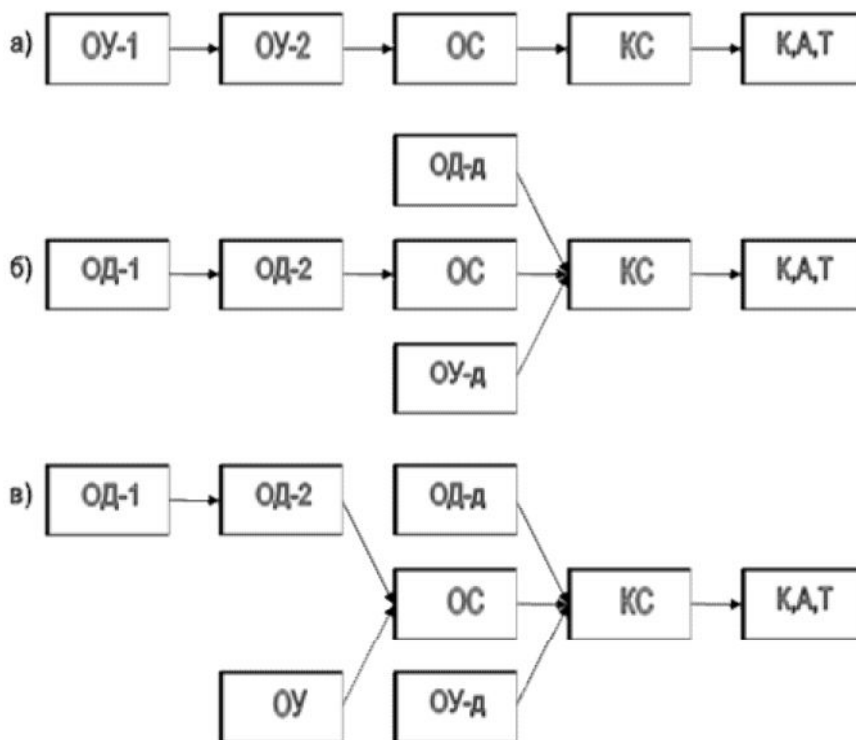 а) ОУ-1 ОУ-2 ОС КС К,А,Т
ОД-д
б) ОД-1 ОД-2 ОС КС К,А,Т
ОУ-д
в) ОД-1 ОД-2 ОД-д
ОС КС К,А,Т
ОУ ОУ-д